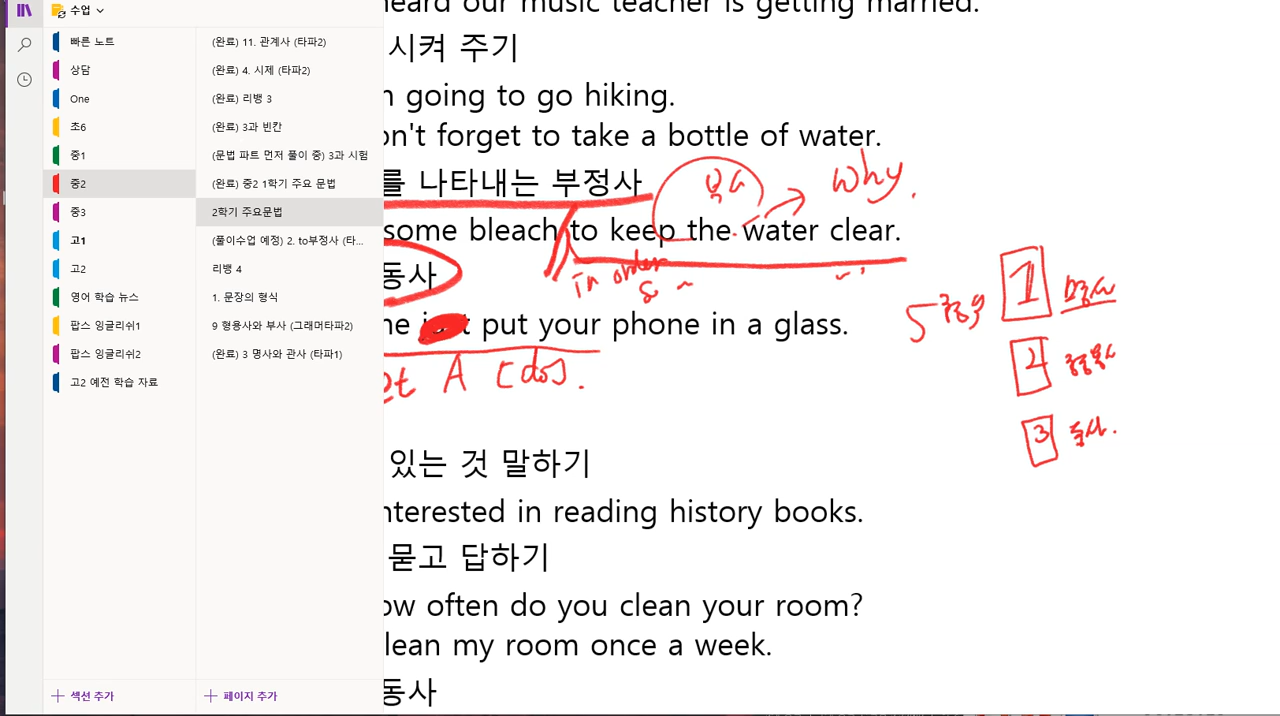 수업
빠른 노트
상담
One
초6
중1
중2
중3
고1
고2
영어 학습 뉴스
팝스 잉글리쉬1
팝스 잉글리쉬2
고2 예전 학습 자료
섹션 추가
(완료) 11. 관계사 (타파2)
(완료) 4. 시제 (타파2)
(완료) 리뱅 3
(완료) 3과 빈칸
(문법 파트 먼저 풀이 중) 3과 시험
(완료) 중2 1학기 주요 문법
2학기 주요문법
(풀이수업 예정) 2. to부정사 (타...
리뱅 4
1. 문장의 형식
9 형용사와 부사 (그래머타파2)
(완료) 3 명사와 관사 (타파1)
페이지 추가
heard our music teacher is getting married.
시켜 주기
going to go hiking.
on't forget to take a bottle of water.
를 나타내는 부정사
부사
why.
some bleach to keep the water clear.
in order
동사
put your phone in a glass.
A [do].
5
1
2
3 동사.
있는 것 말하기
nterested in reading history books.
묻고 답하기
ow often do you clean your room?
lean my room once a week.
동사